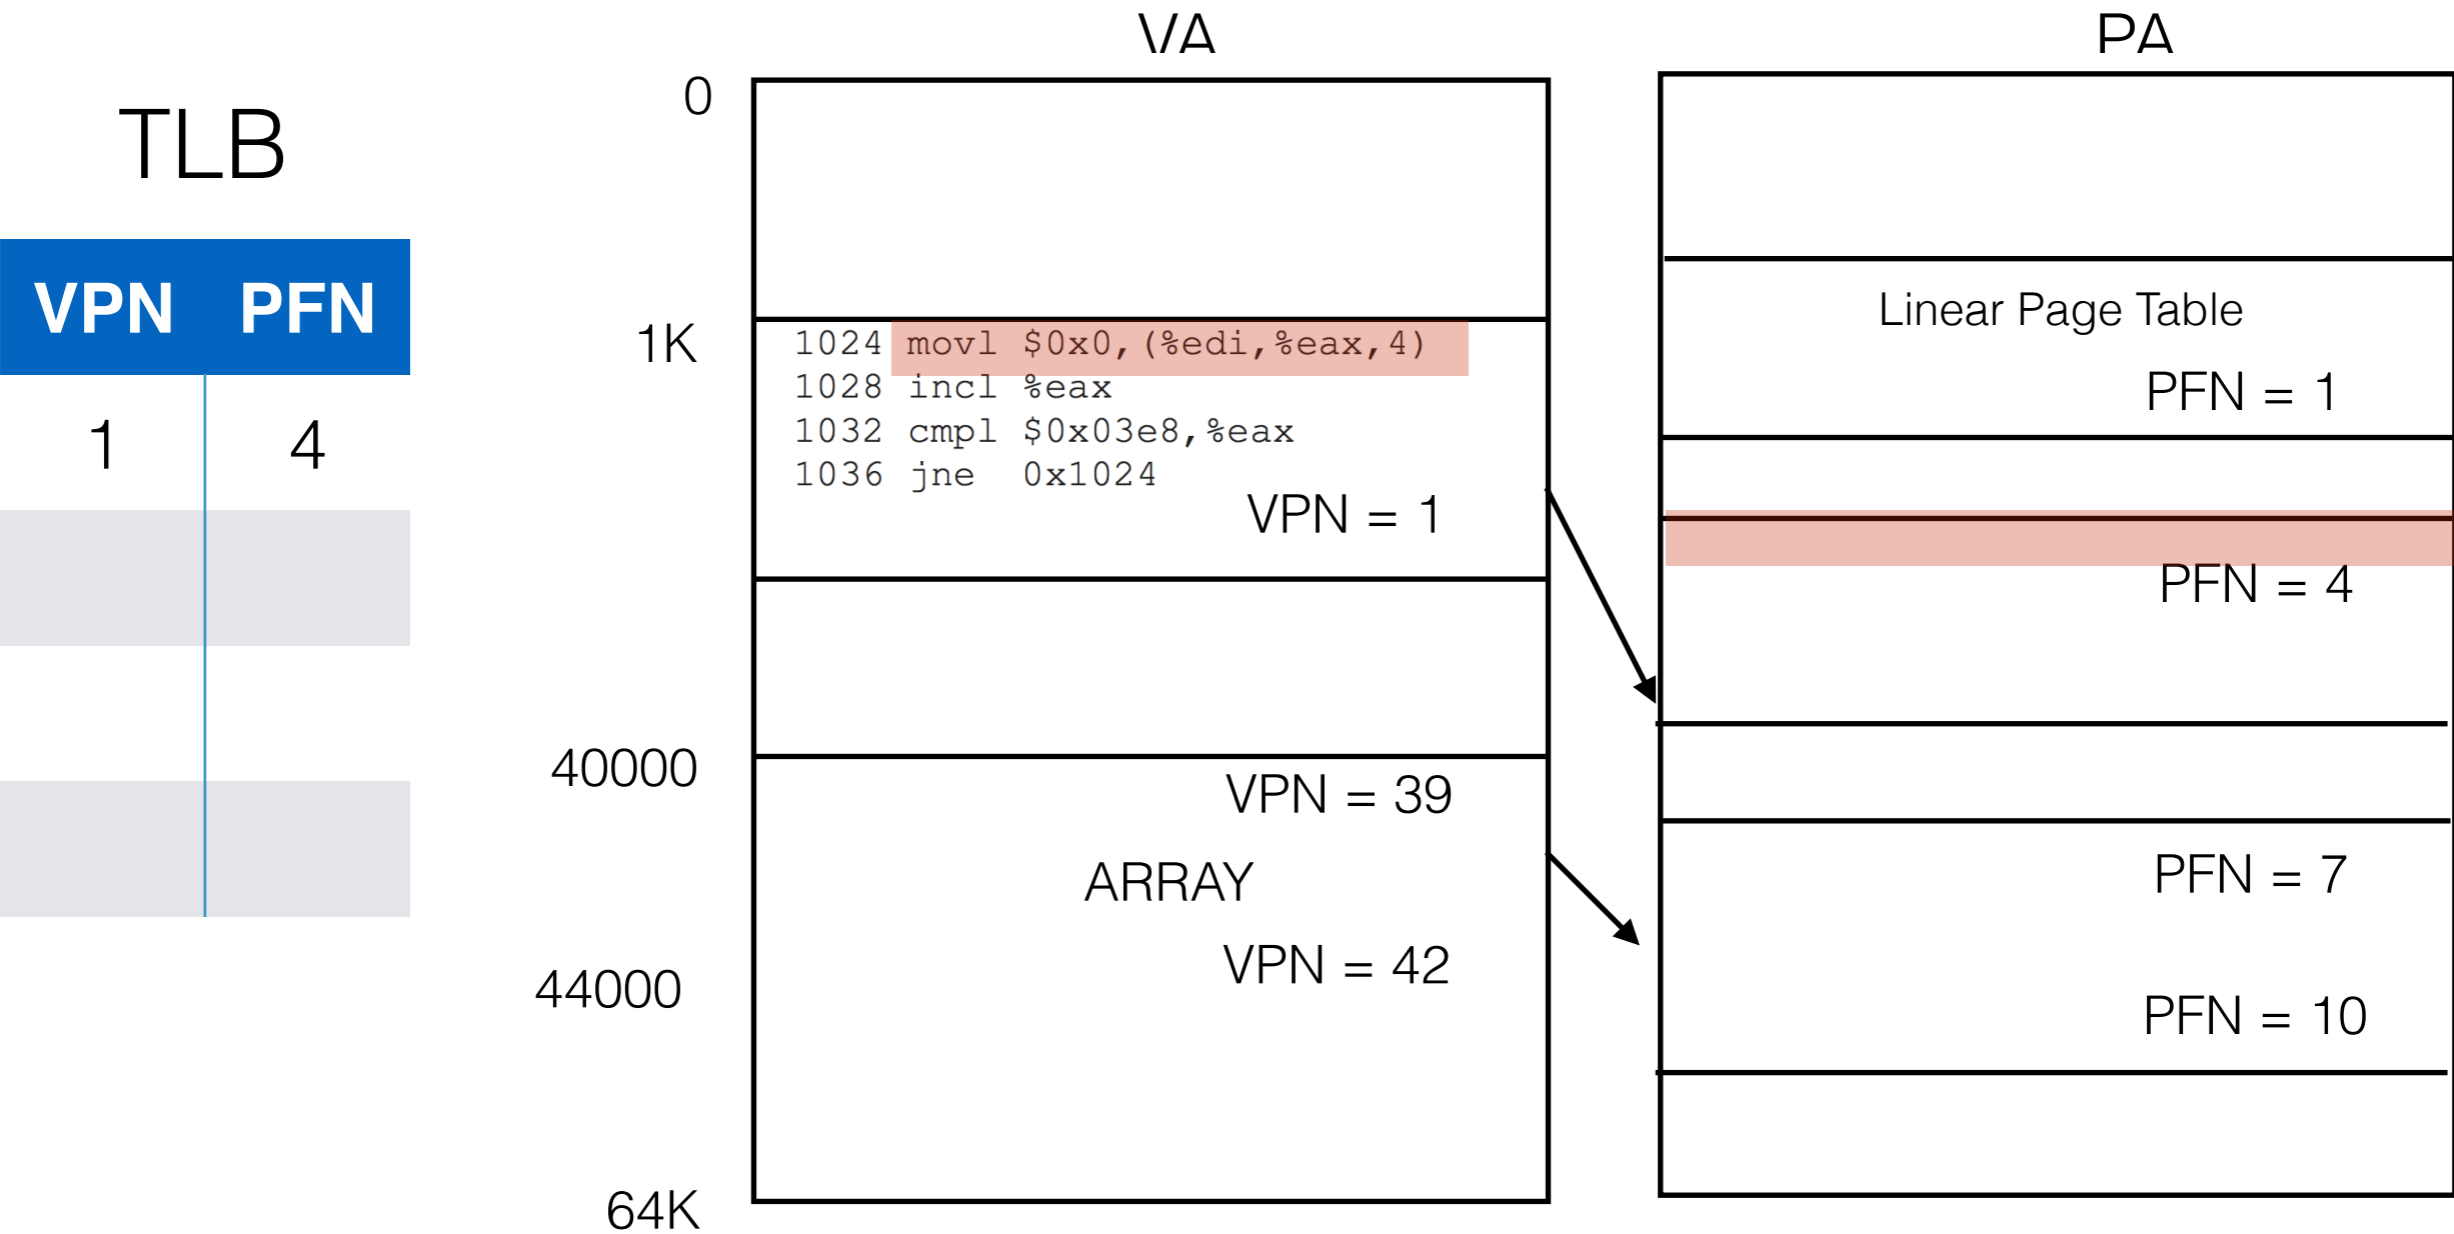 TLB
VPN PFN
1 4
VA
0
1K
1024 movl $0x0,(%edi,%eax,4)
1028 incl %eax
1032 cmpl $0x03e8,%eax
1036 jne 0x1024
VPN = 1
40000
VPN = 39
ARRAY
VPN = 42
44000
64K
PA
Linear Page Table
PFN = 1
PFN = 4
PFN = 7
PFN = 10